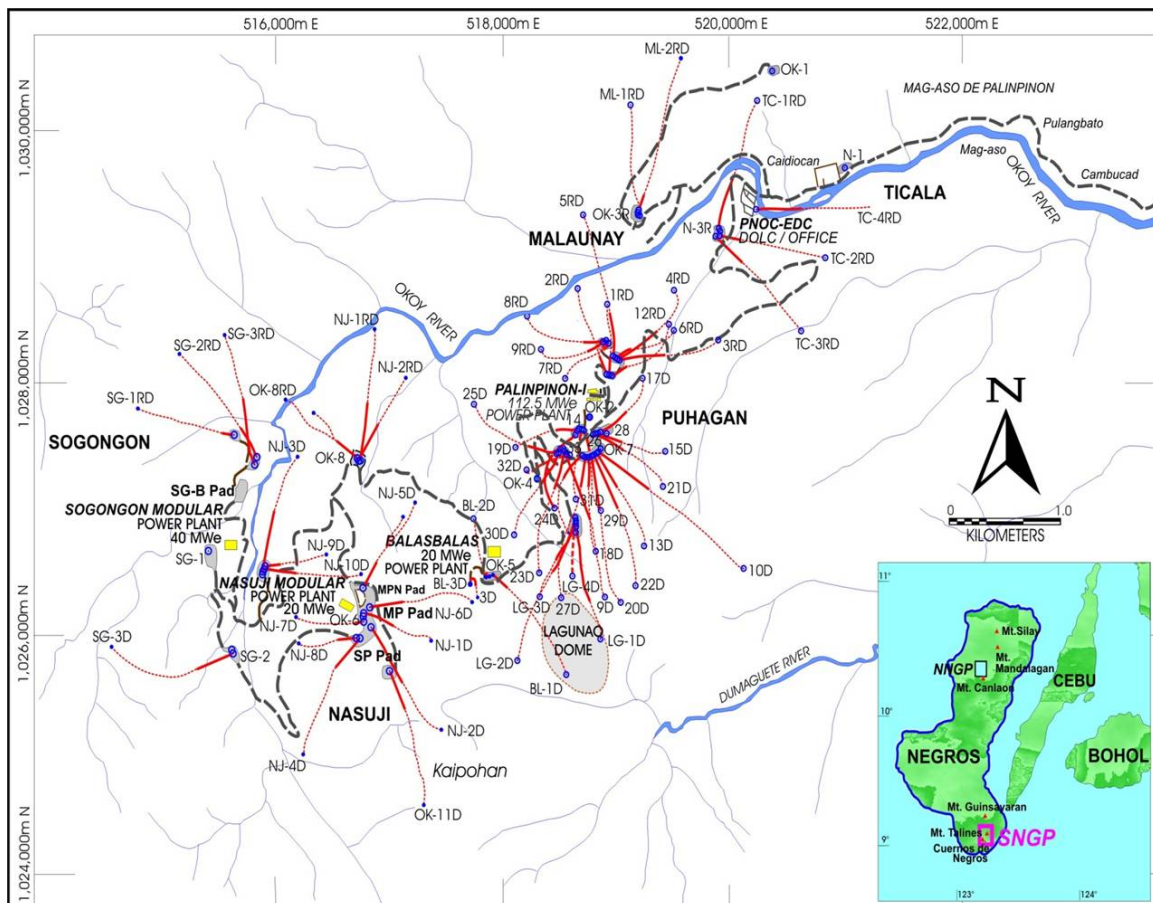 516,000m E
518,000m E
520,000m E
522,000m E
1,030,000m N
1,028,000m N
1,026,000m N
1,024,000m N
ML-2RD
OK-1
ML-1RD
TC-1RD
MAG-ASO DE PALINPINON
Pulangbato
Caidiocan
N-1
Mag-aso
OKOY RIVER
Cambucad
5RD
OK-3R
TICALA
MALAUNAY
N-3R
PNOC-EDC
DOLC / OFFICE
TC-4RD
TC-2RD
TC-3RD
OKOY RIVER
2RD
4RD
8RD
1RD
12RD
6RD
3RD
9RD
7RD
17D
SG-3RD
SG-2RD
NJ-1RD
NJ-2RD
OK-8RD
SG-1RD
25D
PALINPINON-I
112.5 MWe
POWER PLANT
OK-2
PUHAGAN
14
28
26
OK-7
SOGONGON
NJ-3D
OK-8
19D
15D
32D
OK-4
21D
SG-B Pad
SOGONGON MODULAR
POWER PLANT
40 MWe
NJ-5D
BL-2D
31D
24D
29D
30D
BALASBALAS
20 MWe
POWER PLANT
18D
13D
10D
SG-1
NJ-9D
NJ-10D
NASUJI MODULAR
POWER PLANT
20 MWe
MPN Pad
OK-5
BL-3D
3D
23D
LG-4D
22D
LG-3D
27D
9D
20D
OK-6
MP Pad
NJ-6D
NJ-7D
SG-3D
SG-2
NJ-8D
SP Pad
NJ-1D
LAGUNAO
DOME
LG-1D
LG-2D
BL-1D
NASUJI
NJ-2D
NJ-4D
Kaipohan
OK-11D
DUMAGUETE RIVER
N
0
1.0
KILOMETERS
11°
10°
9°
123°
124°
Mt.Silay
Mt.
Mandalagan
NNGP
Mt. Canlaon
CEBU
NEGROS
BOHOL
Mt. Guinsayaran
Mt. Talines
SNGP
Cuernos de
Negros